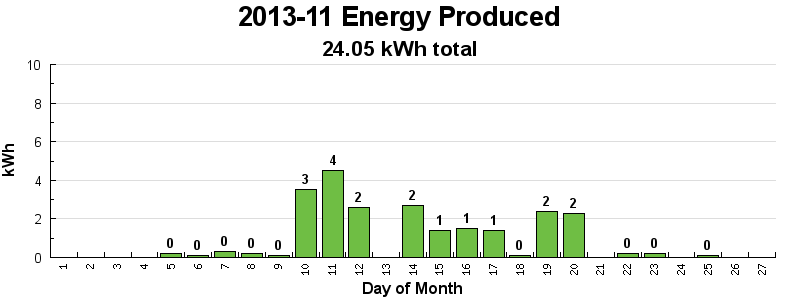 2013-11 Energy Produced
24.05 kWh total
10
8
6
4
2
0
kWh
0 0 0 0 0 3 4 2 2 1 1 1 0 2 2 0 0 0
1 2 3 4 5 6 7 8 9 10 11 12 13 14 15 16 17 18 19 20 21 22 23 24 25 26 27
Day of Month